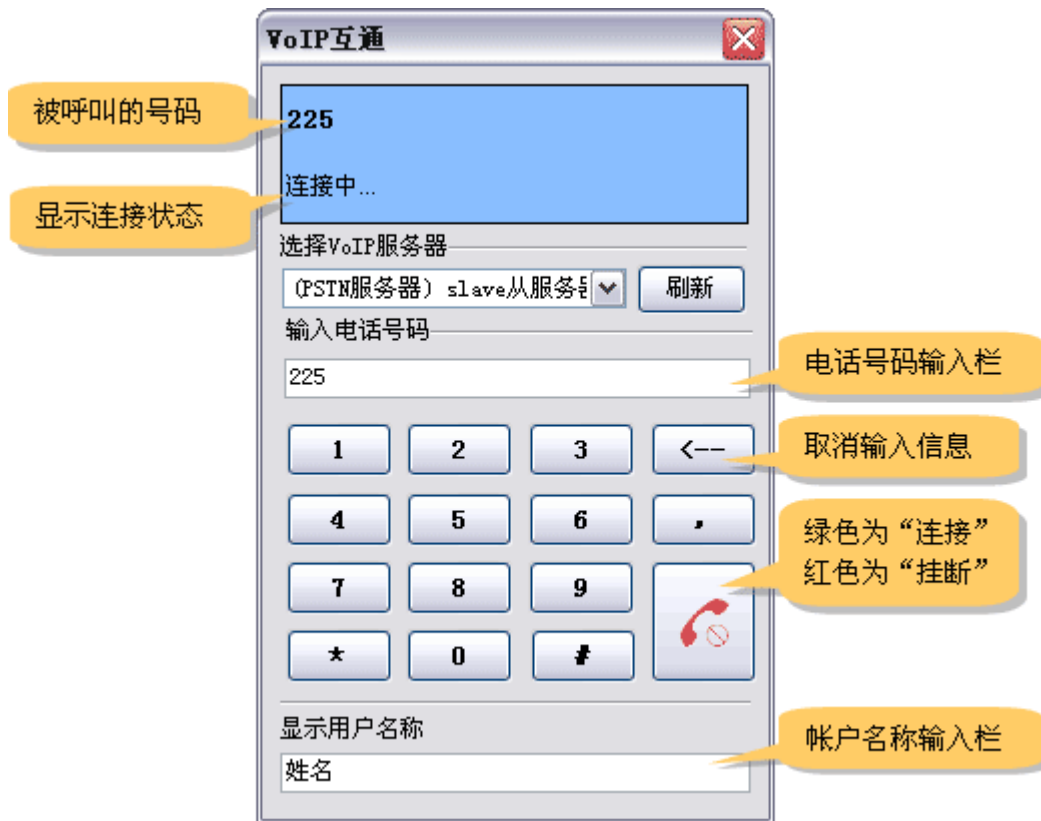 VoIP互通
被呼叫的号码
225
显示连接状态
连接中...
选择VoIP服务器
(PSTN服务器) slave从服务
刷新
输入电话号码
225
电话号码输入栏
1 2 3 <--
取消输入信息
4 5 6 ,
绿色为“连接”
红色为“挂断”
7 8 9
* 0 #
显示用户名称
姓名
帐户名称输入栏